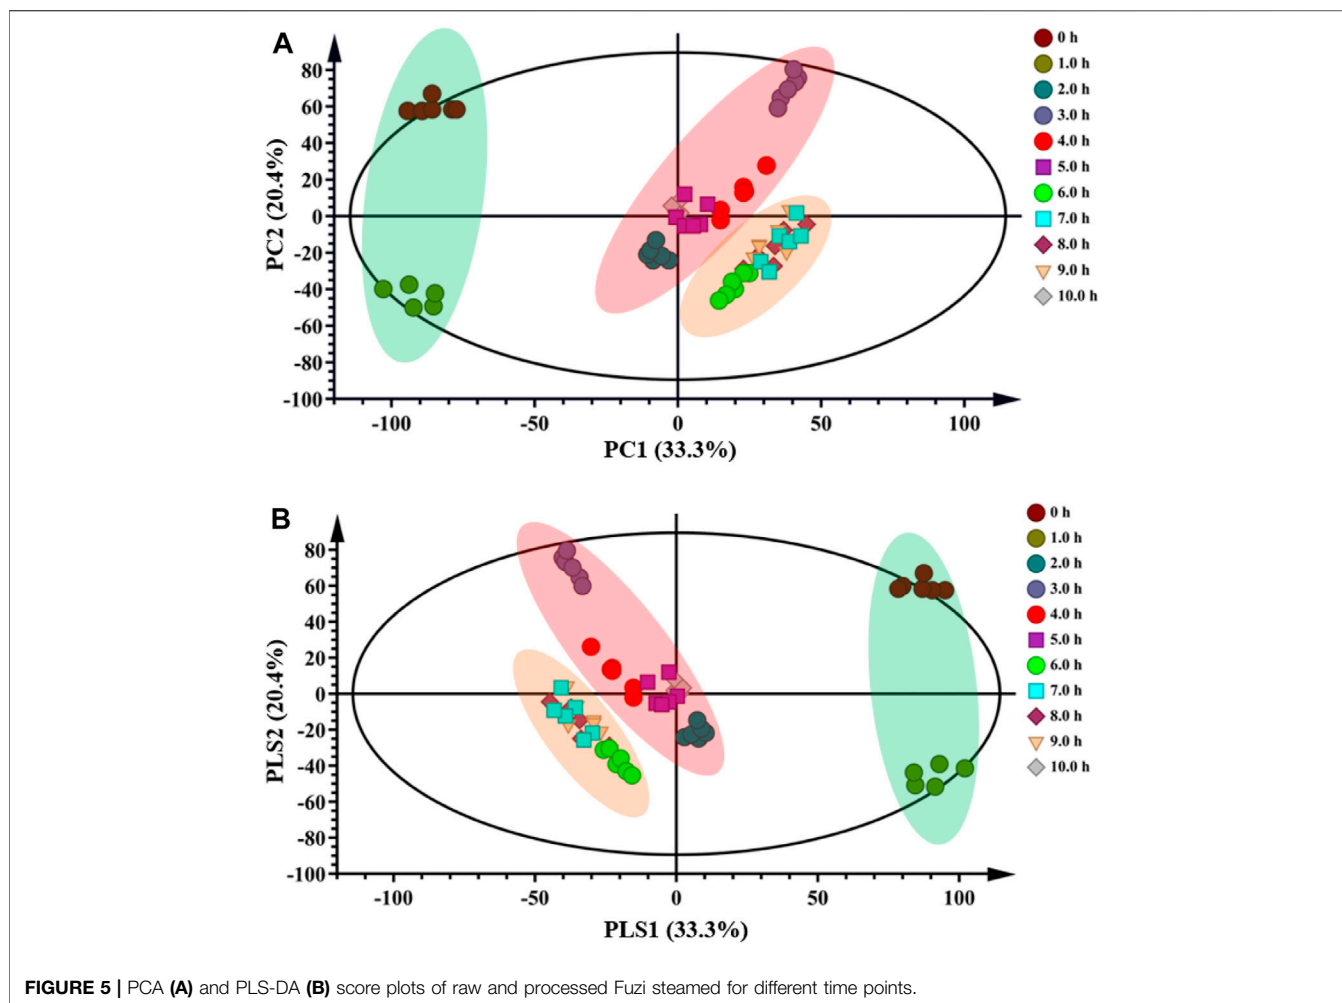 A
PC2 (20.4%)
80
60
40
20
0
-20
-40
-60
-80
-100
-100 -50 0 50 100
PC1 (33.3%)
0 h
1.0 h
2.0 h
3.0 h
4.0 h
5.0 h
6.0 h
7.0 h
8.0 h
9.0 h
10.0 h
B
PLS2 (20.4%)
80
60
40
20
0
-20
-40
-60
-80
-100
-100 -50 0 50 100
PLS1 (33.3%)
0 h
1.0 h
2.0 h
3.0 h
4.0 h
5.0 h
6.0 h
7.0 h
8.0 h
9.0 h
10.0 h
FIGURE 5 | PCA (A) and PLS-DA (B) score plots of raw and processed Fuzi steamed for different time points.